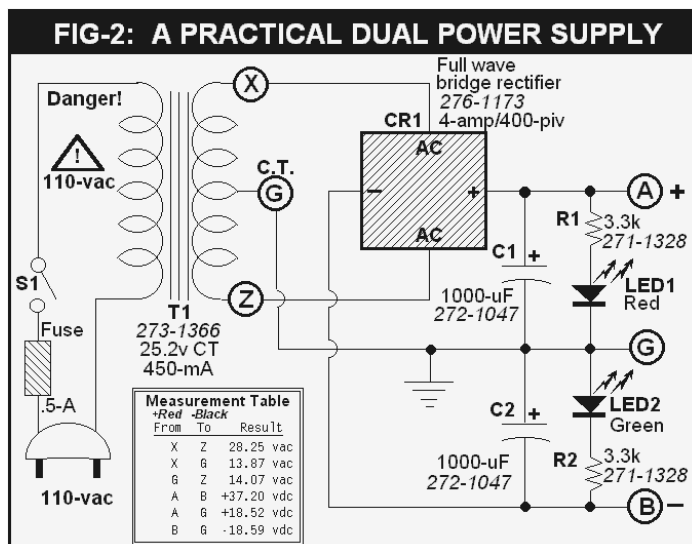 FIG-2: A PRACTICAL DUAL POWER SUPPLY
Danger!
!
110-vac
S1
Fuse
.5-A
110-vac
X
C.T.
G
Z
T1
273-1366
25.2v CT
450-mA
Full wave
bridge rectifier
276-1173
4-amp/400-piv
CR1
AC
- +
AC
A +
R1
3.3k
271-1328
C1
+
1000-uF
272-1047
LED1
Red
G
LED2
Green
C2
+
1000-uF
272-1047
R2
3.3k
271-1328
B -
Measurement Table
+Red -Black
From To Result
X Z 28.25 vac
X G 13.87 vac
G Z 14.07 vac
A B +37.20 vdc
A G +18.52 vdc
B G -18.59 vdc